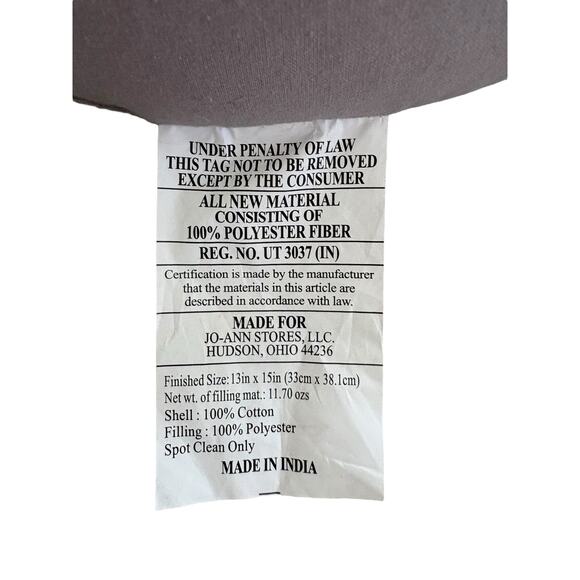 UNDER PENALTY OF LAW
THIS TAG NOT TO BE REMOVED
EXCEPT BY THE CONSUMER
ALL NEW MATERIAL
CONSISTING OF
100% POLYESTER FIBER
REG. NO. UT 3037 (IN)
Certification is made by the manufacturer
that the materials in this article are
described in accordance with law.
MADE FOR
JO-ANN STORES, LLC.
HUDSON, OHIO 44236
Finished Size: 13in x 15in (33cm x 38.1cm)
Net wt. of filling mat.: 11.70 ozs
Shell : 100% Cotton
Filling : 100% Polyester
Spot Clean Only
MADE IN INDIA